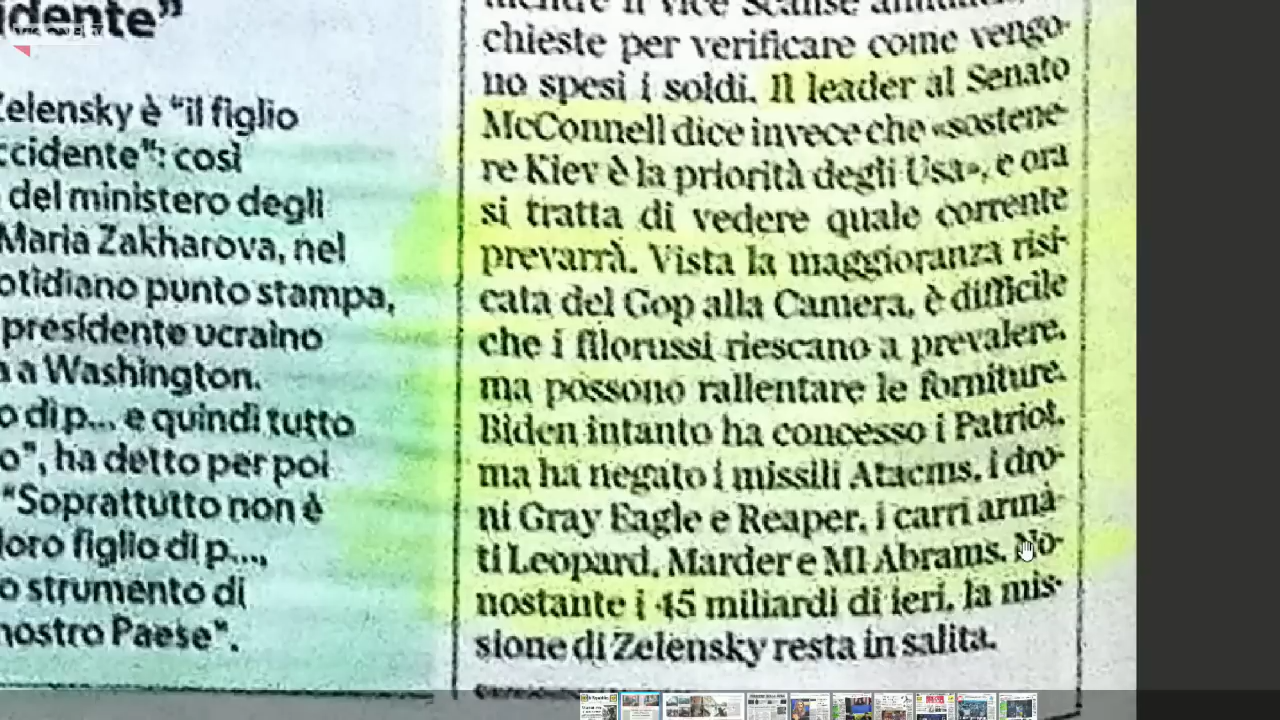 idente”
Zelensky è “il figlio
ccidente”: così
del ministero degli
Maria Zakharova, nel
otidiano punto stampa,
presidente ucraino
a a Washington.
o di p... e quindi tutto
o”, ha detto per poi
“Soprattutto non è
loro figlio di p...,
o strumento di
nostro Paese”.
mentre il vice Scalise
chieste per verificare come vengo-
no spesi i soldi. Il leader al Senato
McConnell dice invece che «sostene-
re Kiev è la priorità degli Usa», e ora
si tratta di vedere quale corrente
prevarrà. Vista la maggioranza risi-
cata del Gop alla Camera, è difficile
che i filorussi riescano a prevalere,
ma possono rallentare le forniture.
Biden intanto ha concesso i Patriot,
ma ha negato i missili Atacms, i dro-
ni Gray Eagle e Reaper, i carri arma-
ti Leopard, Marder e M1 Abrams. No-
nostante i 45 miliardi di ieri, la mis-
sione di Zelensky resta in salita.